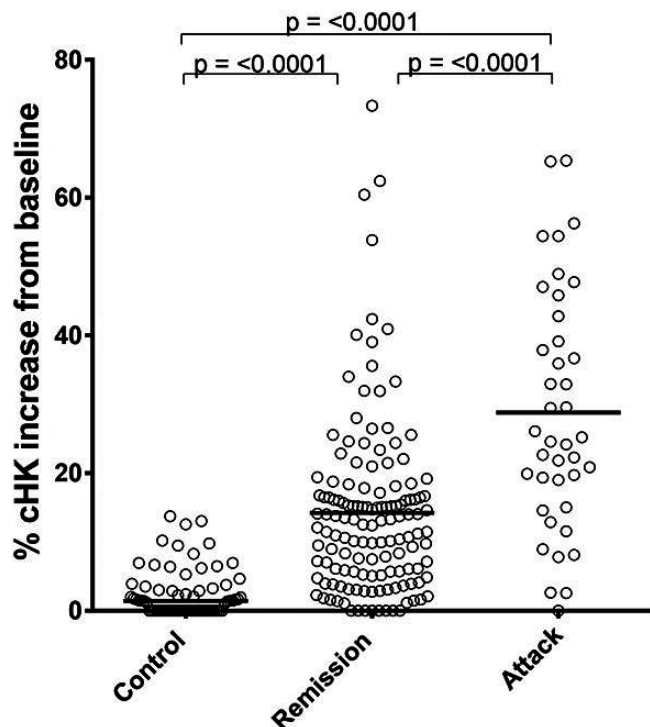 p = <0.0001
p = <0.0001 p = <0.0001
80
60
40
20
0
% cHK increase from baseline
Control
Remission
Attack